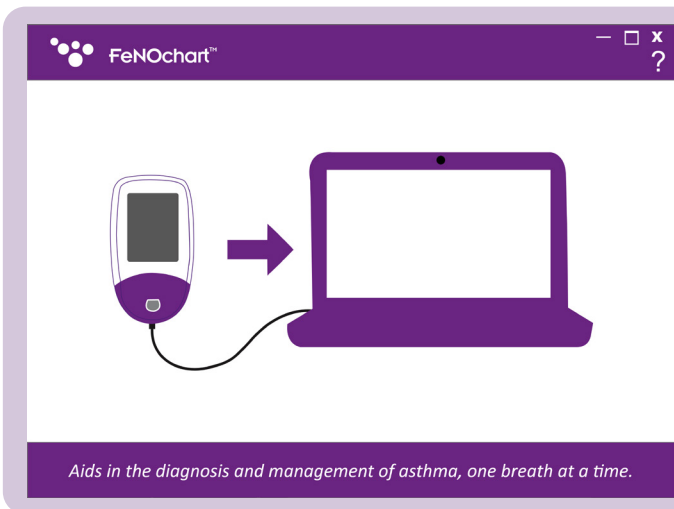 FeNOchart™
?
Aids in the diagnosis and management of asthma, one breath at a time.